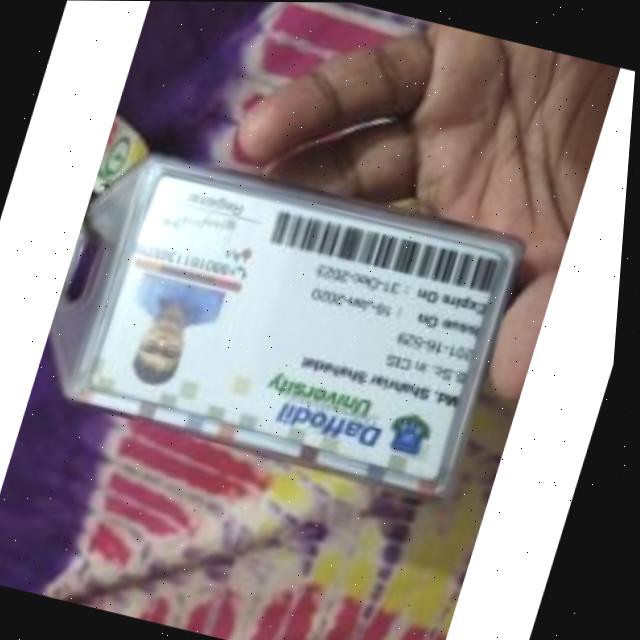 Daffodil
University
Md. Shahriar Shahadat
B.Sc. in CIS
201-16-529
Issue On : 18-Jan-2020
Expire On : 31-Dec-2023
Registrar